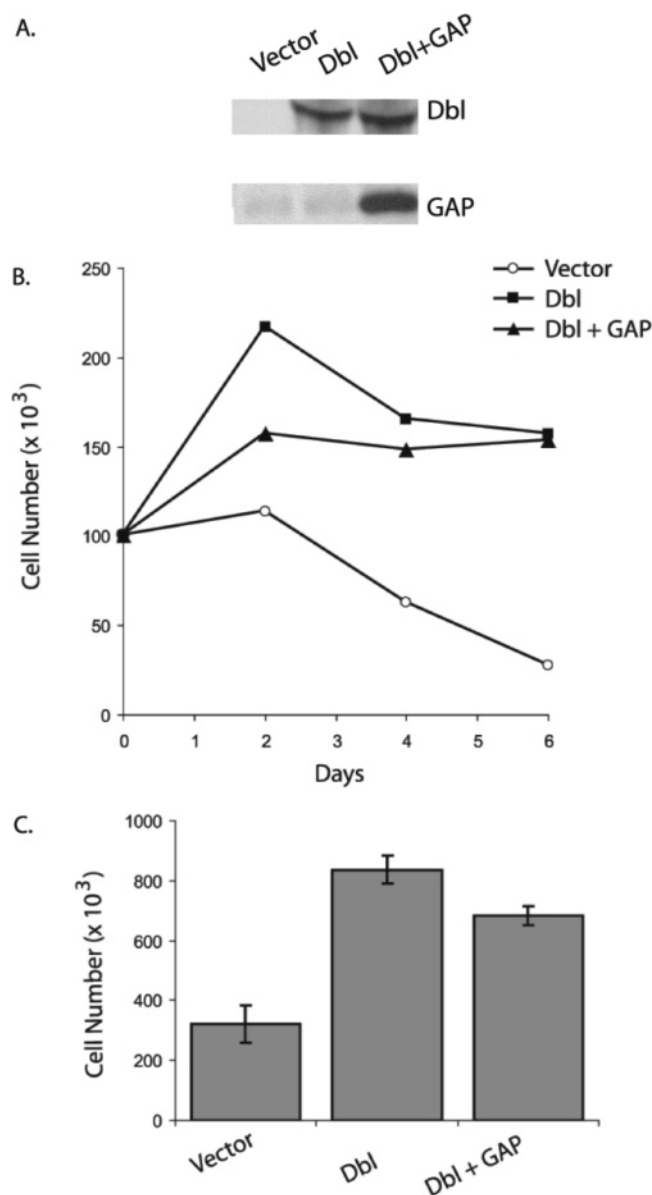 A.
Vector Dbl Dbl+GAP
Dbl
GAP
B.
Vector
Dbl
Dbl + GAP
250
200
150
100
50
0
Cell Number (x 10³)
0 1 2 3 4 5 6
Days
C.
1000
800
600
400
200
0
Cell Number (x 10³)
Vector Dbl Dbl + GAP